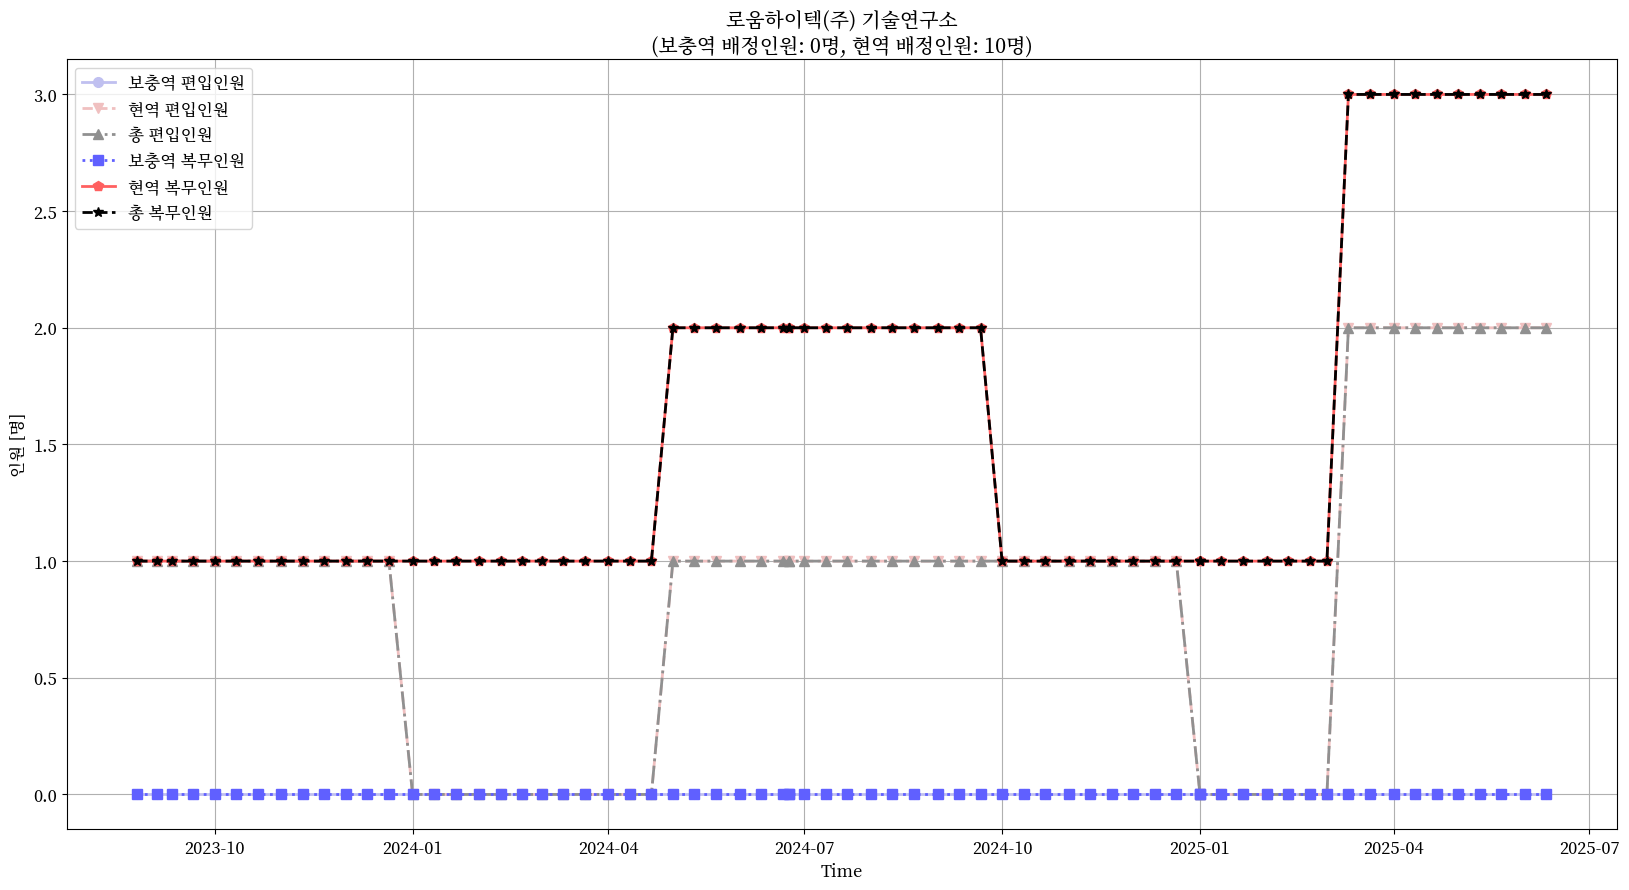 로움하이텍(주) 기술연구소
(보충역 배정인원: 0명, 현역 배정인원: 10명)
보충역 편입인원
현역 편입인원
총 편입인원
보충역 복무인원
현역 복무인원
총 복무인원
3.0
2.5
2.0
1.5
1.0
0.5
0.0
인원 [명]
2023-10
2024-01
2024-04
2024-07
2024-10
2025-01
2025-04
2025-07
Time